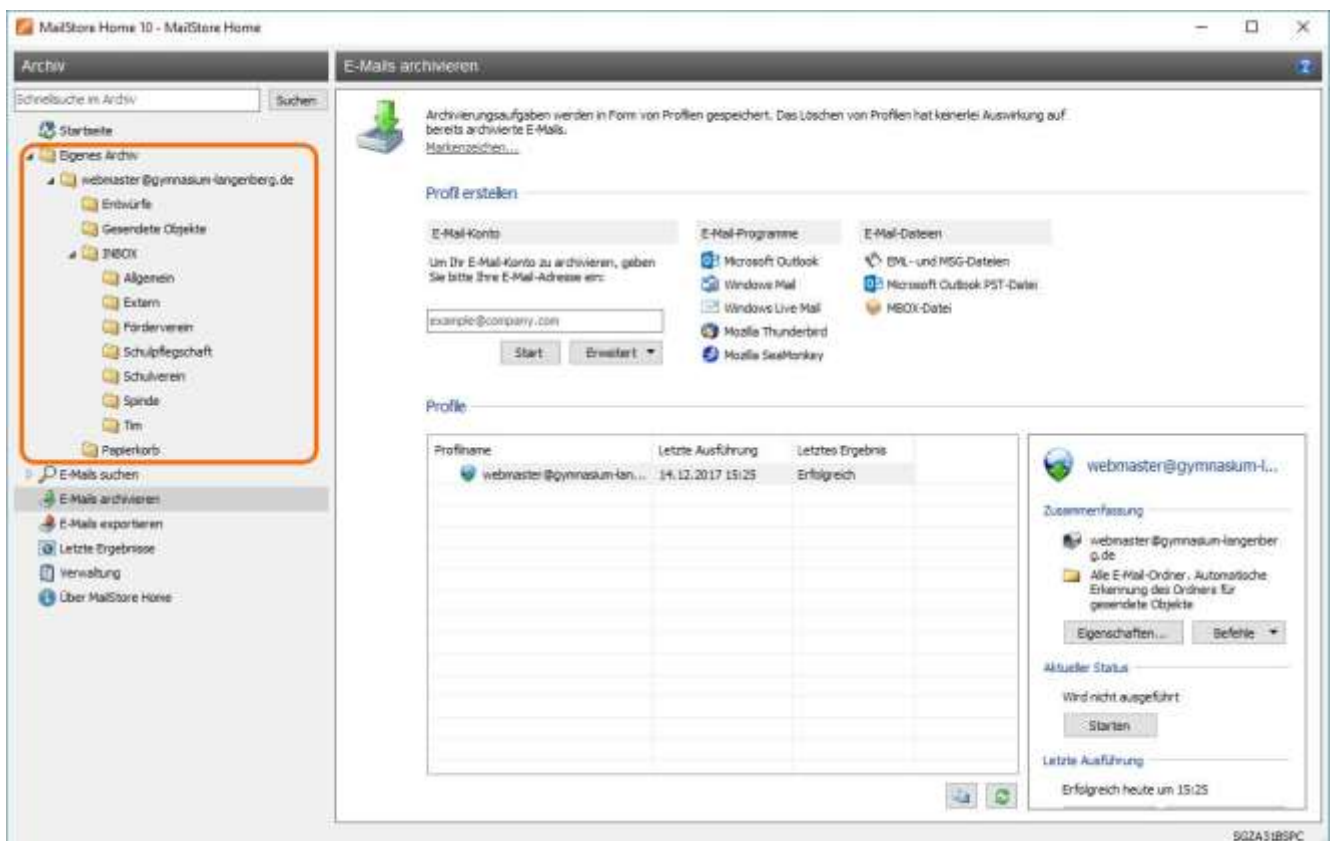 MailStore Home 10 - MailStore Home
Archiv
Schnellsuche im Archiv
Suchen
Startseite
Eigenes Archiv
webmaster@gymnasium-langenberg.de
Entwürfe
Gesendete Objekte
INBOX
Allgemein
Extern
Förderverein
Schulpflegschaft
Schulverein
Spinde
Tim
Papierkorb
E-Mails suchen
E-Mails archivieren
E-Mails exportieren
Letzte Ergebnisse
Verwaltung
Über MailStore Home
E-Mails archivieren
Archivierungsaufgaben werden in Form von Profilen gespeichert. Das Löschen von Profilen hat keinerlei Auswirkung auf
bereits archivierte E-Mails.
Markenzeichen...
Profil erstellen
E-Mail-Konto
Um Ihr E-Mail-Konto zu archivieren, geben
Sie bitte Ihre E-Mail-Adresse ein:
example@company.com
Start
Erweitert
E-Mail-Programme
Microsoft Outlook
Windows Mail
Windows Live Mail
Mozilla Thunderbird
Mozilla SeaMonkey
E-Mail-Dateien
EML- und MSG-Dateien
Microsoft Outlook PST-Datei
MBOX-Datei
Profile
Profilname Letzte Ausführung Letztes Ergebnis
webmaster@gymnasium-lan... 14.12.2017 15:25 Erfolgreich
webmaster@gymnasium-l...
Zusammenfassung
webmaster@gymnasium-langenber
g.de
Alle E-Mail-Ordner. Automatische
Erkennung des Ordners für
gesendete Objekte
Eigenschaften...
Befehle
Aktueller Status
Wird nicht ausgeführt
Starten
Letzte Ausführung
Erfolgreich heute um 15:25
SGZA31BSPC